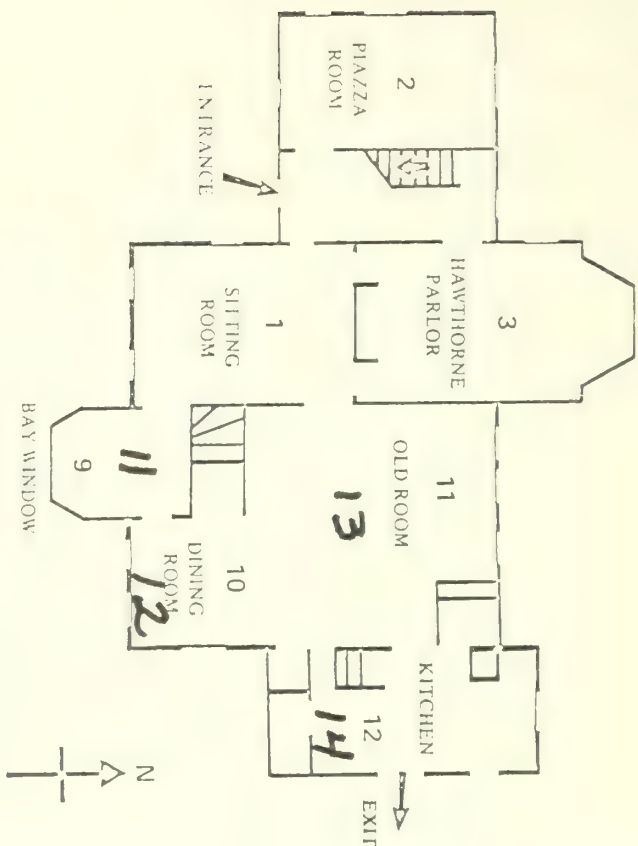 2
PIAZZA
ROOM
ENTRANCE
3
HAWTHORNE
PARLOR
1
SITTING
ROOM
11
OLD ROOM
13
9
11
BAY WINDOW
10
DINING
ROOM
12
KITCHEN
12
14
EXIT
N